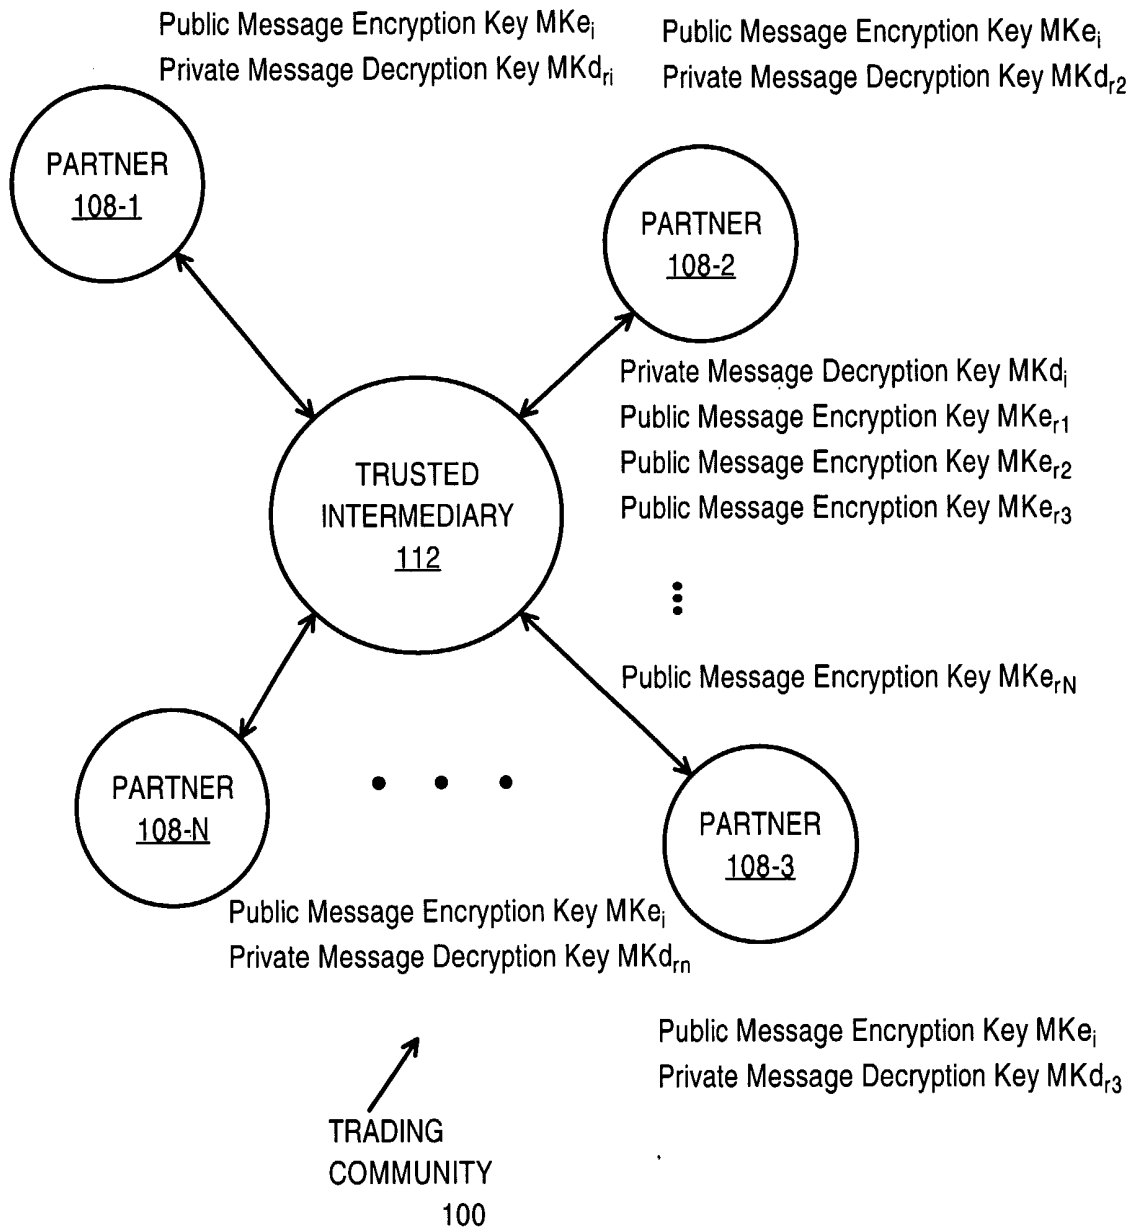 Public Message Encryption Key MKei
Private Message Decryption Key MKdri
Public Message Encryption Key MKei
Private Message Decryption Key MKdr2
PARTNER
108-1
PARTNER
108-2
Private Message Decryption Key MKdi
Public Message Encryption Key MKer1
Public Message Encryption Key MKer2
Public Message Encryption Key MKer3
TRUSTED
INTERMEDIARY
112
Public Message Encryption Key MKerN
PARTNER
108-N
PARTNER
108-3
Public Message Encryption Key MKei
Private Message Decryption Key MKdrn
Public Message Encryption Key MKei
Private Message Decryption Key MKdr3
TRADING
COMMUNITY
100